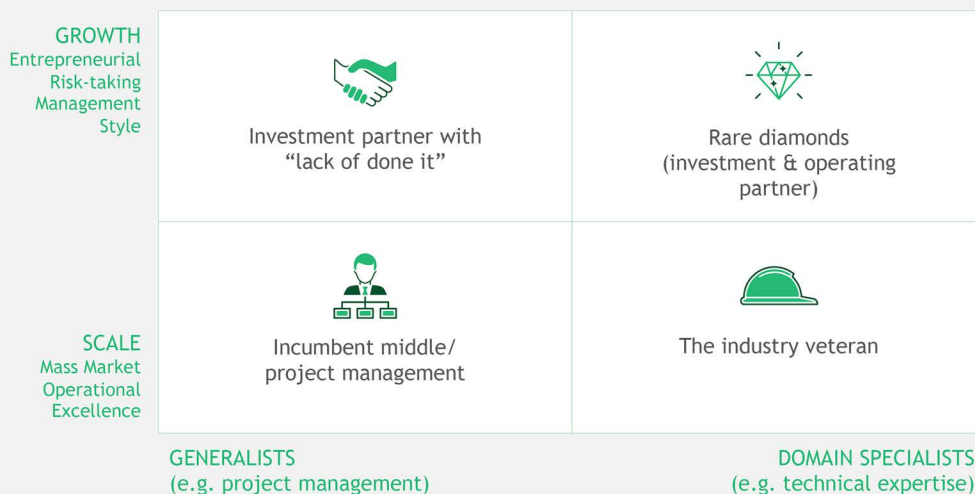 GROWTH
Entrepreneurial
Risk-taking
Management
Style
Investment partner with
“lack of done it”
Rare diamonds
(investment & operating
partner)
SCALE
Mass Market
Operational
Excellence
Incumbent middle/
project management
The industry veteran
GENERALISTS
(e.g. project management)
DOMAIN SPECIALISTS
(e.g. technical expertise)